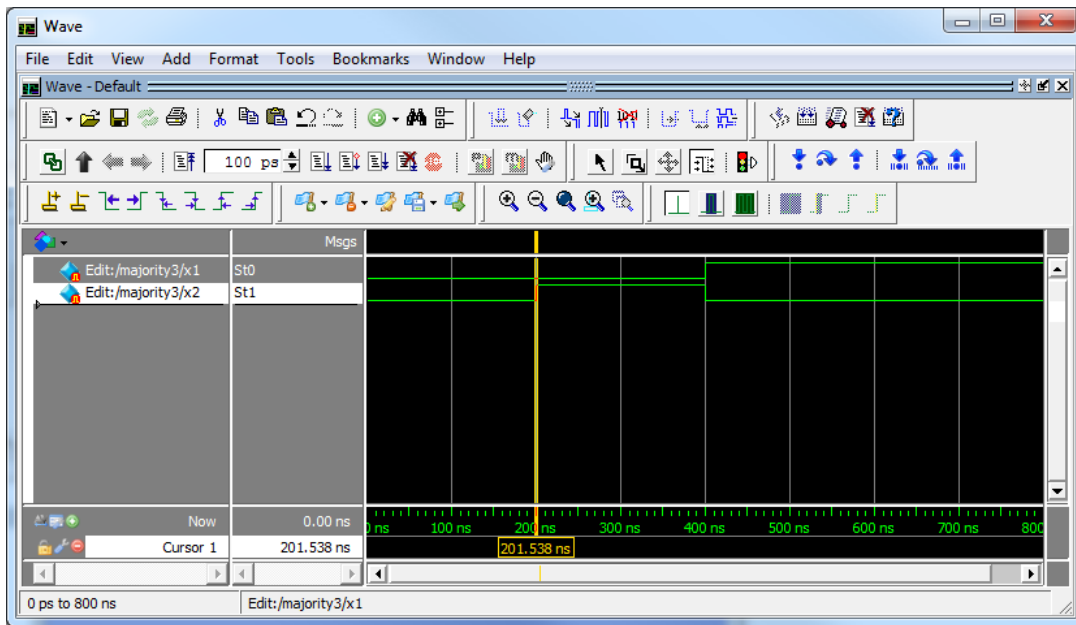 Wave
File Edit View Add Format Tools Bookmarks Window Help
Wave - Default
100 ps
Msgs
Edit:/majority3/x1 St0
Edit:/majority3/x2 St1
Now 0.00 ns
0 ns 100 ns 200 ns 300 ns 400 ns 500 ns 600 ns 700 ns 800
Cursor 1 201.538 ns 201.538 ns
0 ps to 800 ns Edit:/majority3/x1